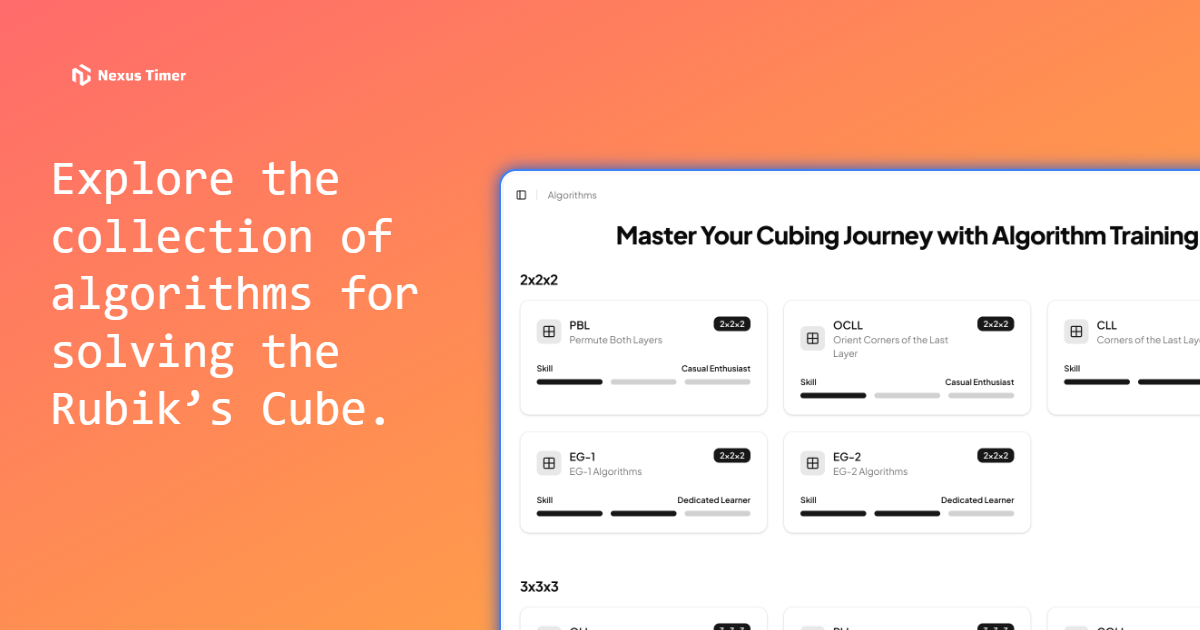 Nexus Timer
Explore the
collection of
algorithms for
solving the
Rubik’s Cube.
Algorithms
Master Your Cubing Journey with Algorithm Training
2x2x2
PBL
2x2x2
Permute Both Layers
Skill
Casual Enthusiast
OCLL
2x2x2
Orient Corners of the Last
Layer
Skill
Casual Enthusiast
CLL
Corners of the Last
Skill
EG-1
2x2x2
EG-1 Algorithms
Skill
Dedicated Learner
EG-2
2x2x2
EG-2 Algorithms
Skill
Dedicated Learner
3x3x3